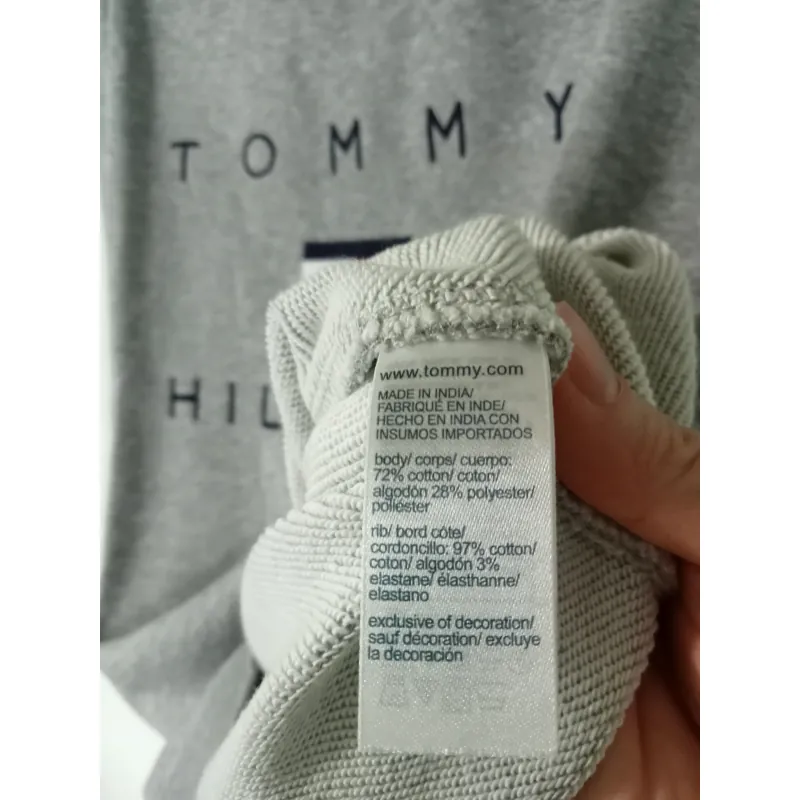 TOMMY
HIL
www.tommy.com
MADE IN INDIA/
FABRIQUÉ EN INDE/
HECHO EN INDIA CON
INSUMOS IMPORTADOS
body/ corps/ cuerpo:
72% cotton/ coton/
algodón 28% polyester/
poliéster
rib/ bord côte/
cordoncillo: 97% cotton/
coton/ algodón 3%
elastane/ élasthanne/
elastano
exclusive of decoration/
sauf décoration/ excluye
la decoración